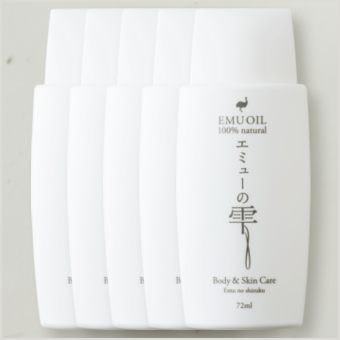 EMU OIL
100% natural
エミューの雫
Body & Skin Care
Emu no shizuku
72ml